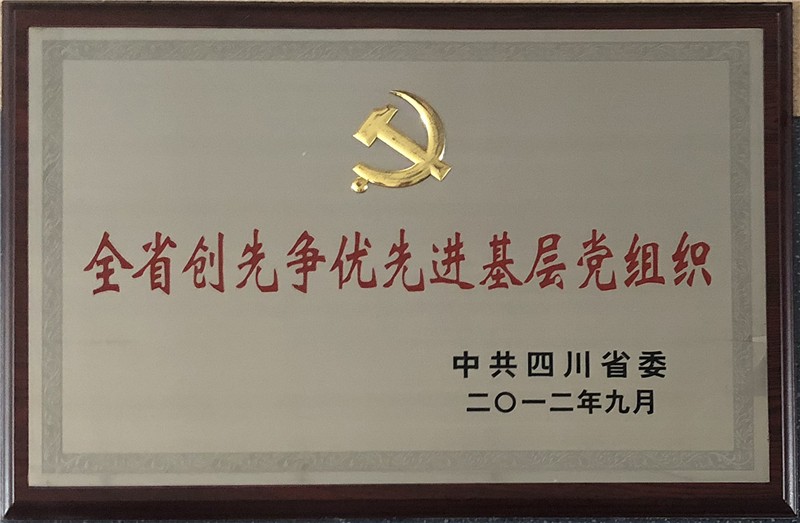 全省创先争优先进基层党组织
中共四川省委
二〇一二年九月